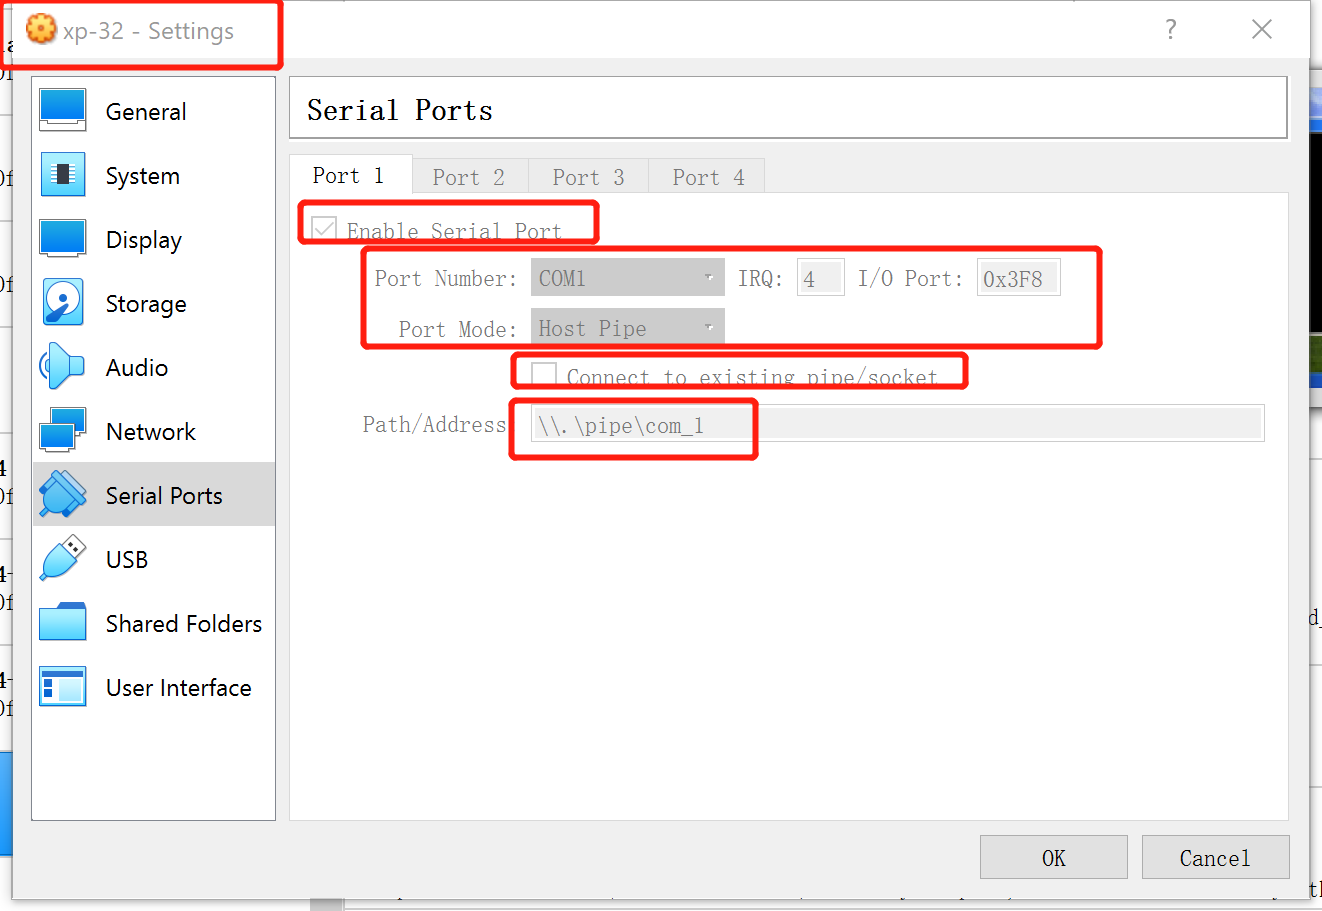 xp-32 - Settings
?
General
System
Display
Storage
Audio
Network
Serial Ports
USB
Shared Folders
User Interface
Serial Ports
Port 1 Port 2 Port 3 Port 4
Enable Serial Port
Port Number: COM1 IRQ: 4 I/O Port: 0x3F8
Port Mode: Host Pipe
Connect to existing pipe/socket
Path/Address \\.\pipe\com_1
OK Cancel